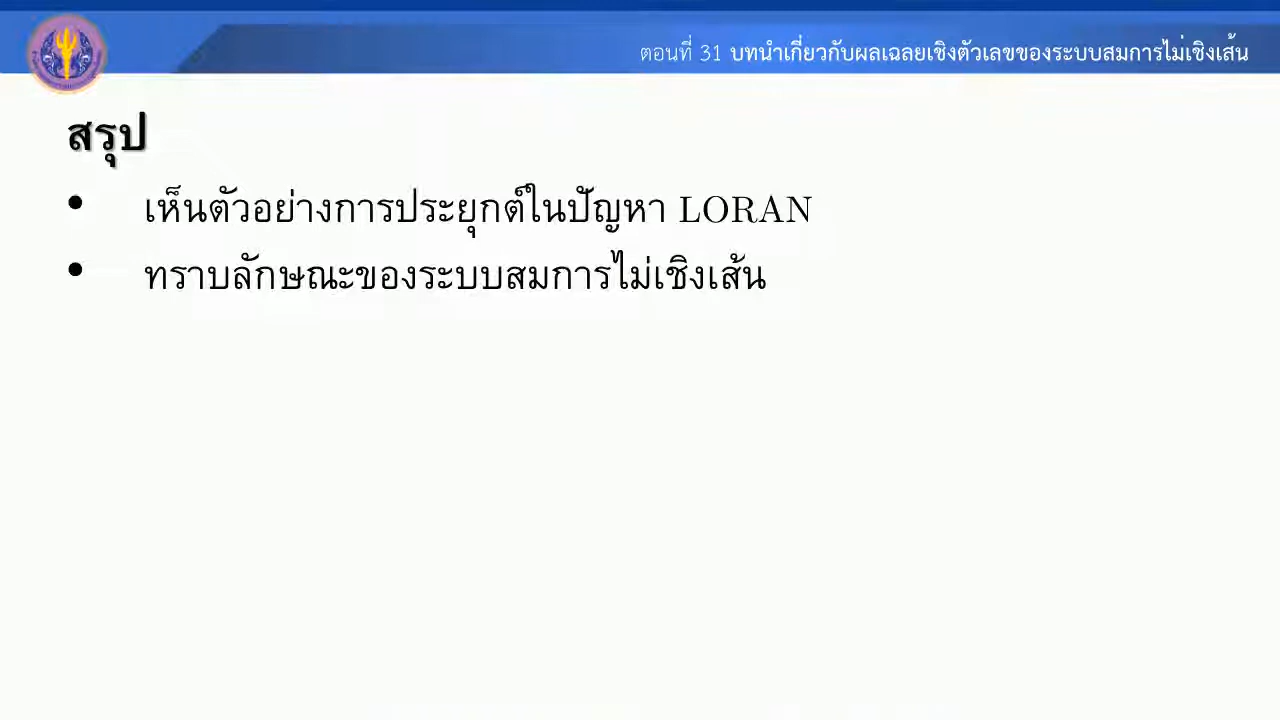 ตอนที่ 31 บทนำเกี่ยวกับผลเฉลยเชิงตัวเลขของระบบสมการไม่เชิงเส้น
สรุป
• เห็นตัวอย่างการประยุกต์ในปัญหา LORAN
• ทราบลักษณะของระบบสมการไม่เชิงเส้น